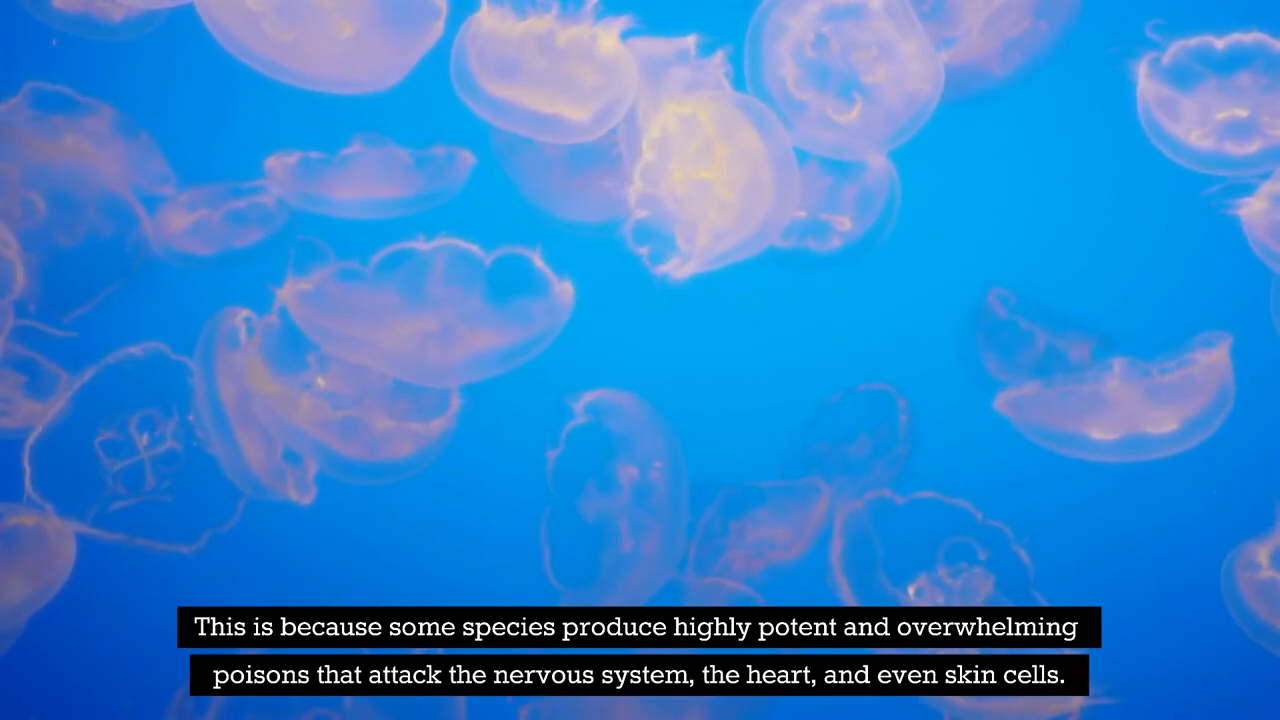 This is because some species produce highly potent and overwhelming
poisons that attack the nervous system, the heart, and even skin cells.